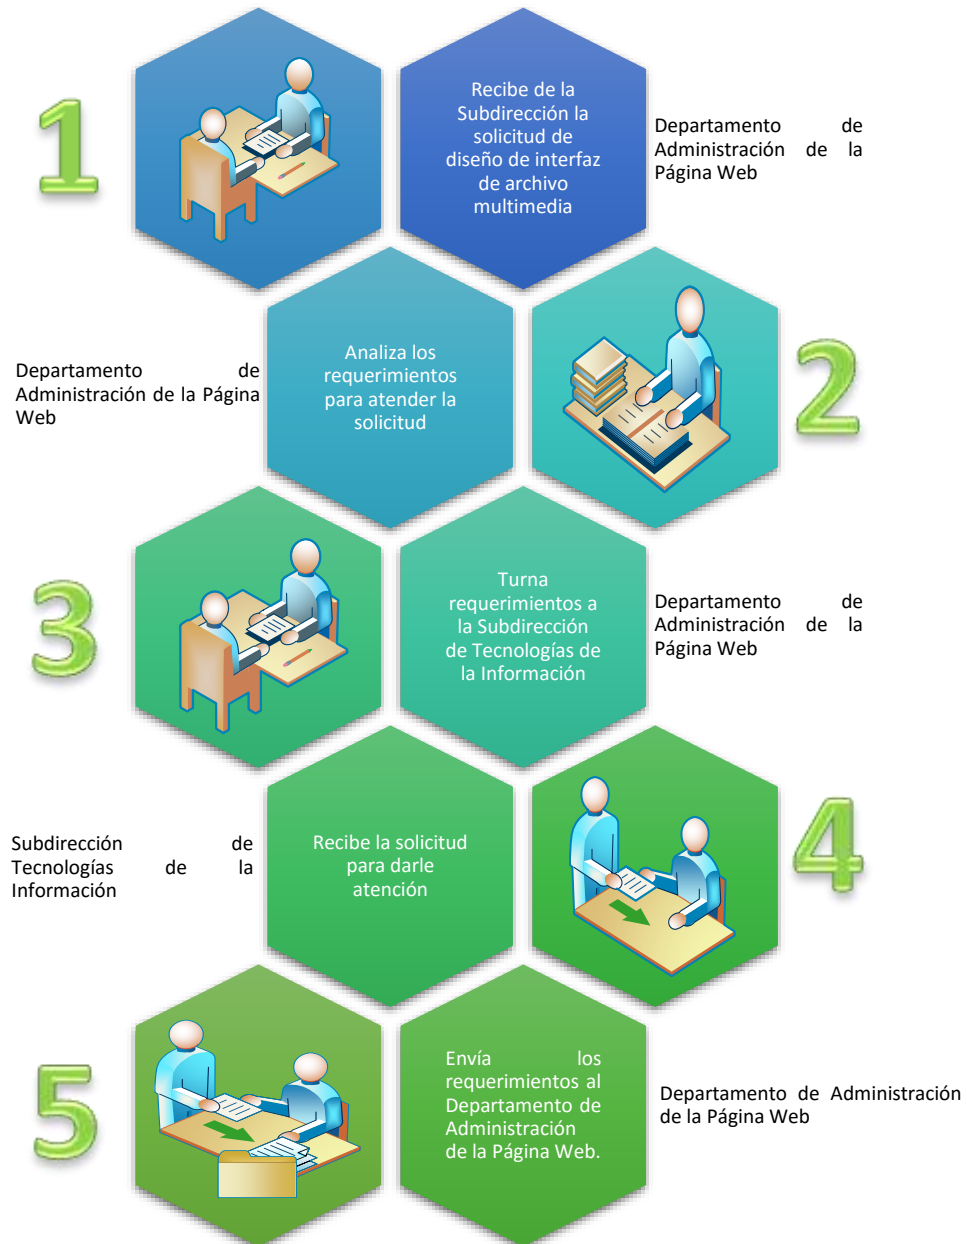 1
Recibe de la
Subdirección la
solicitud de
diseño de interfaz
de archivo
multimedia
Departamento de
Administración de la
Página Web
Departamento de
Administración de la Página
Web
Analiza los
requerimientos
para atender la
solicitud
2
3
Turna
requerimientos a
la Subdirección
de Tecnologías de
la Información
Departamento de
Administración de la
Página Web
Subdirección de
Tecnologías de la
Información
Recibe la solicitud
para darle
atención
4
5
Envía los
requerimientos al
Departamento de
Administración
de la Página Web.
Departamento de Administración
de la Página Web